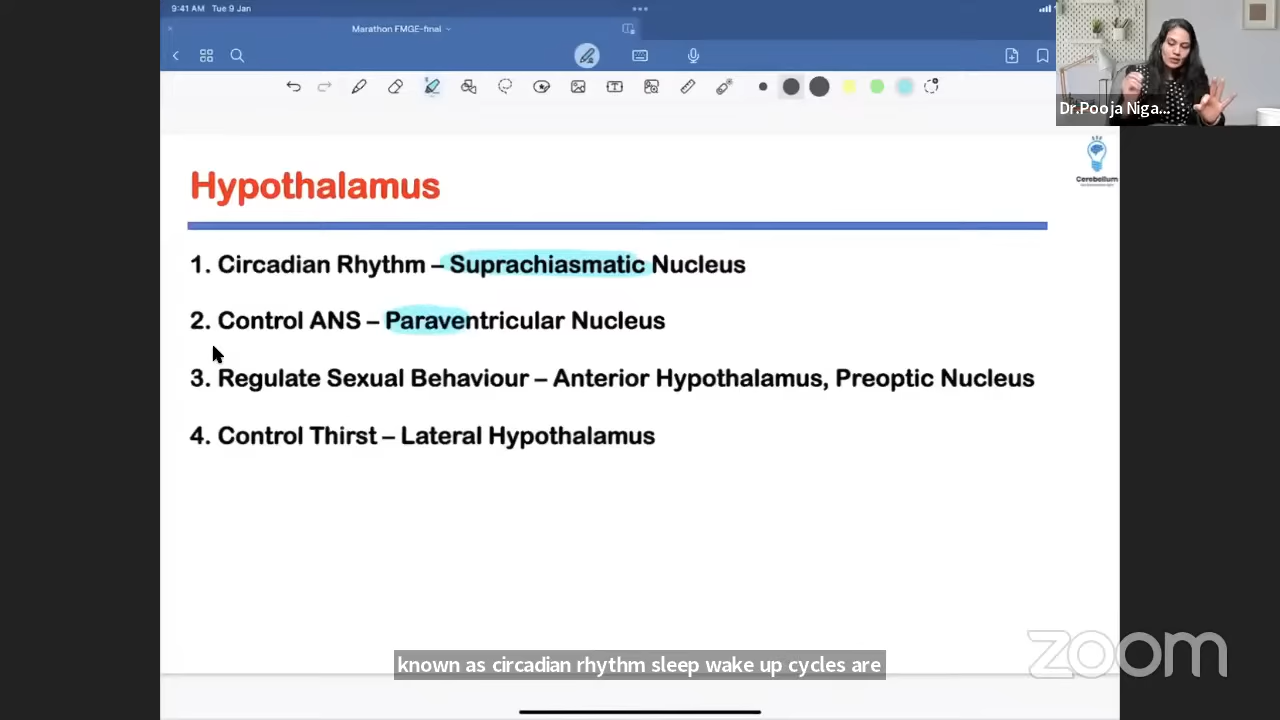 9:41 AM Tue 9 Jan
Marathon FMGE-final
Dr.Pooja Niga...
Cerebellum
Hypothalamus
1. Circadian Rhythm – Suprachiasmatic Nucleus
2. Control ANS – Paraventricular Nucleus
3. Regulate Sexual Behaviour – Anterior Hypothalamus, Preoptic Nucleus
4. Control Thirst – Lateral Hypothalamus
known as circadian rhythm sleep wake up cycles are
zoom